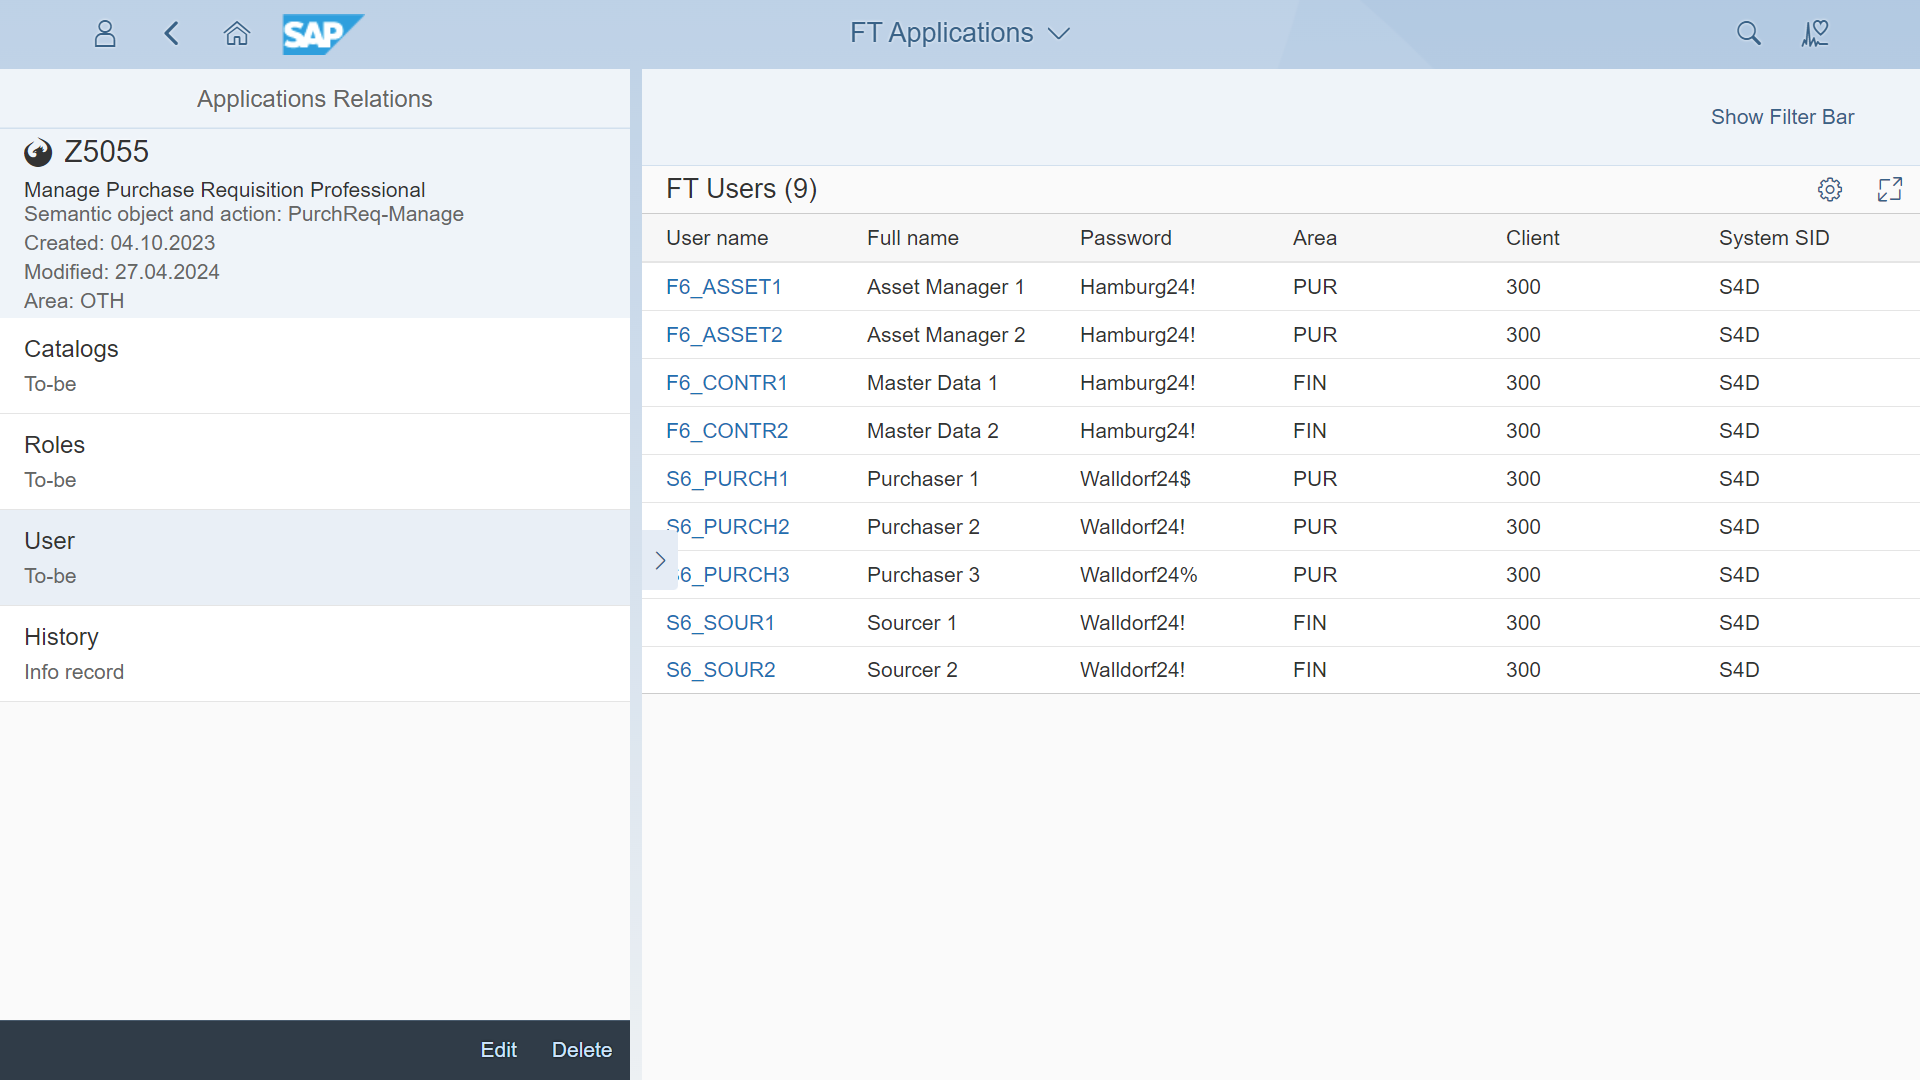 SAP
FT Applications
Applications Relations
Z5055
Manage Purchase Requisition Professional
Semantic object and action: PurchReq-Manage
Created: 04.10.2023
Modified: 27.04.2024
Area: OTH
Catalogs
To-be
Roles
To-be
User
To-be
History
Info record
Edit Delete
Show Filter Bar
FT Users (9)
User name Full name Password Area Client System SID
F6_ASSET1 Asset Manager 1 Hamburg24! PUR 300 S4D
F6_ASSET2 Asset Manager 2 Hamburg24! PUR 300 S4D
F6_CONTR1 Master Data 1 Hamburg24! FIN 300 S4D
F6_CONTR2 Master Data 2 Hamburg24! FIN 300 S4D
S6_PURCH1 Purchaser 1 Walldorf24$ PUR 300 S4D
S6_PURCH2 Purchaser 2 Walldorf24! PUR 300 S4D
S6_PURCH3 Purchaser 3 Walldorf24% PUR 300 S4D
S6_SOUR1 Sourcer 1 Walldorf24! FIN 300 S4D
S6_SOUR2 Sourcer 2 Walldorf24! FIN 300 S4D